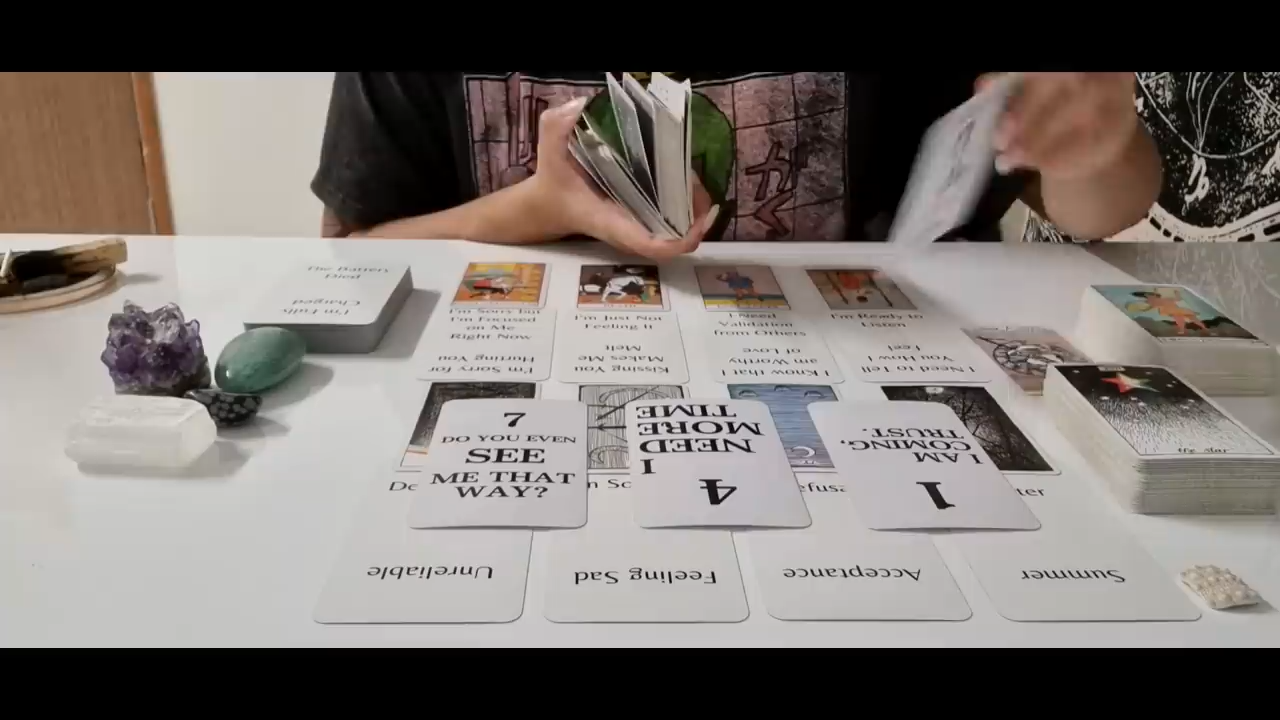 The Battery
Died
I'm Fully
Charged
I'm Sorry but
I'm Focused
on Me
Right Now
I'm Sorry for
Hurting You
DEATH
I'm Just Not
Feeling It
Kissing You
Makes Me
Melt
I Need
Validation
from Others
I Know that I
am Worthy
of Love
I'm Ready to
Listen
I Need to Tell
You How I
Feel
the star
7
DO YOU EVEN
SEE
ME THAT
WAY?
4
I
NEED
MORE
TIME
1
I AM
COMING,
TRUST.
Unreliable
Feeling Sad
Acceptance
Summer